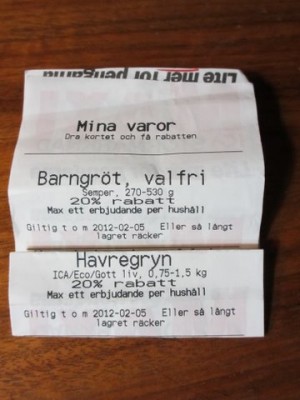 Lite mer för pengarna
Mina varor
Dra kortet och få rabatten
Barngröt, valfri
Semper, 270-530 g
20% rabatt
Max ett erbjudande per hushåll
Giltig t o m 2012-02-05 Eller så långt
lagret räcker
Havregryn
ICA/Eco/Gott liv, 0,75-1,5 kg
20% rabatt
Max ett erbjudande per hushåll
Giltig t o m 2012-02-05 Eller så långt
lagret räcker